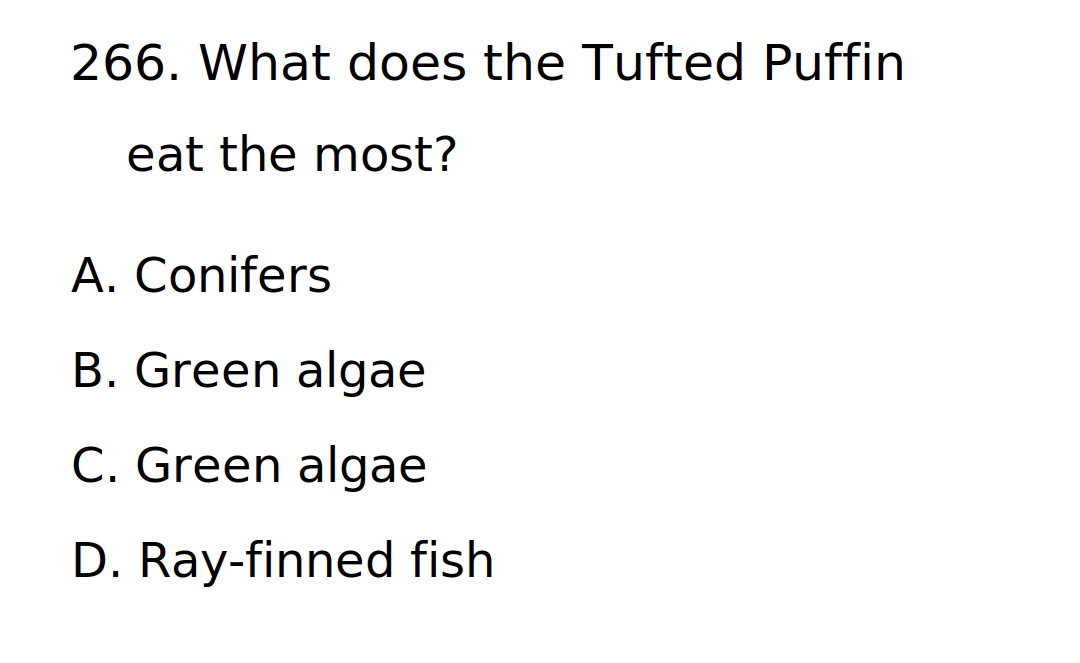 266. What does the Tufted Puffin
eat the most?
A. Conifers
B. Green algae
C. Green algae
D. Ray-finned fish